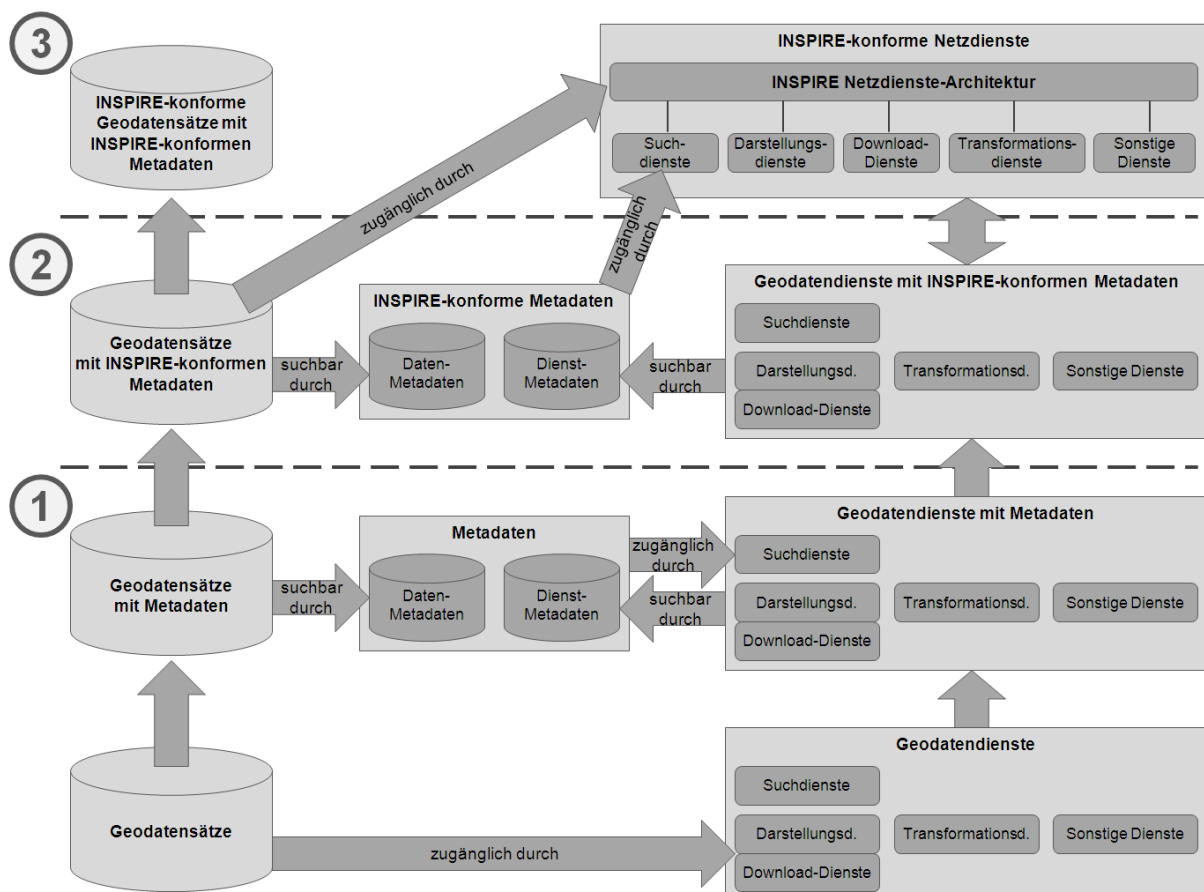 3
INSPIRE-konforme
Geodatensätze mit
INSPIRE-konformen
Metadaten
INSPIRE-konforme Netzdienste
INSPIRE Netzdienste-Architektur
Such-
dienste
Darstellungs-
dienste
Download-
Dienste
Transformations-
dienste
Sonstige
Dienste
zugänglich durch
zugänglich
durch
2
Geodatensätze
mit INSPIRE-konformen
Metadaten
suchbar
durch
INSPIRE-konforme Metadaten
Daten-
Metadaten
Dienst-
Metadaten
suchbar
durch
Geodatendienste mit INSPIRE-konformen Metadaten
Suchdienste
Darstellungsd.
Transformationsd.
Sonstige Dienste
Download-Dienste
1
Geodatensätze
mit Metadaten
suchbar
durch
Metadaten
Daten-
Metadaten
Dienst-
Metadaten
zugänglich
durch
suchbar
durch
Geodatendienste mit Metadaten
Suchdienste
Darstellungsd.
Transformationsd.
Sonstige Dienste
Download-Dienste
Geodatensätze
zugänglich durch
Geodatendienste
Suchdienste
Darstellungsd.
Transformationsd.
Sonstige Dienste
Download-Dienste